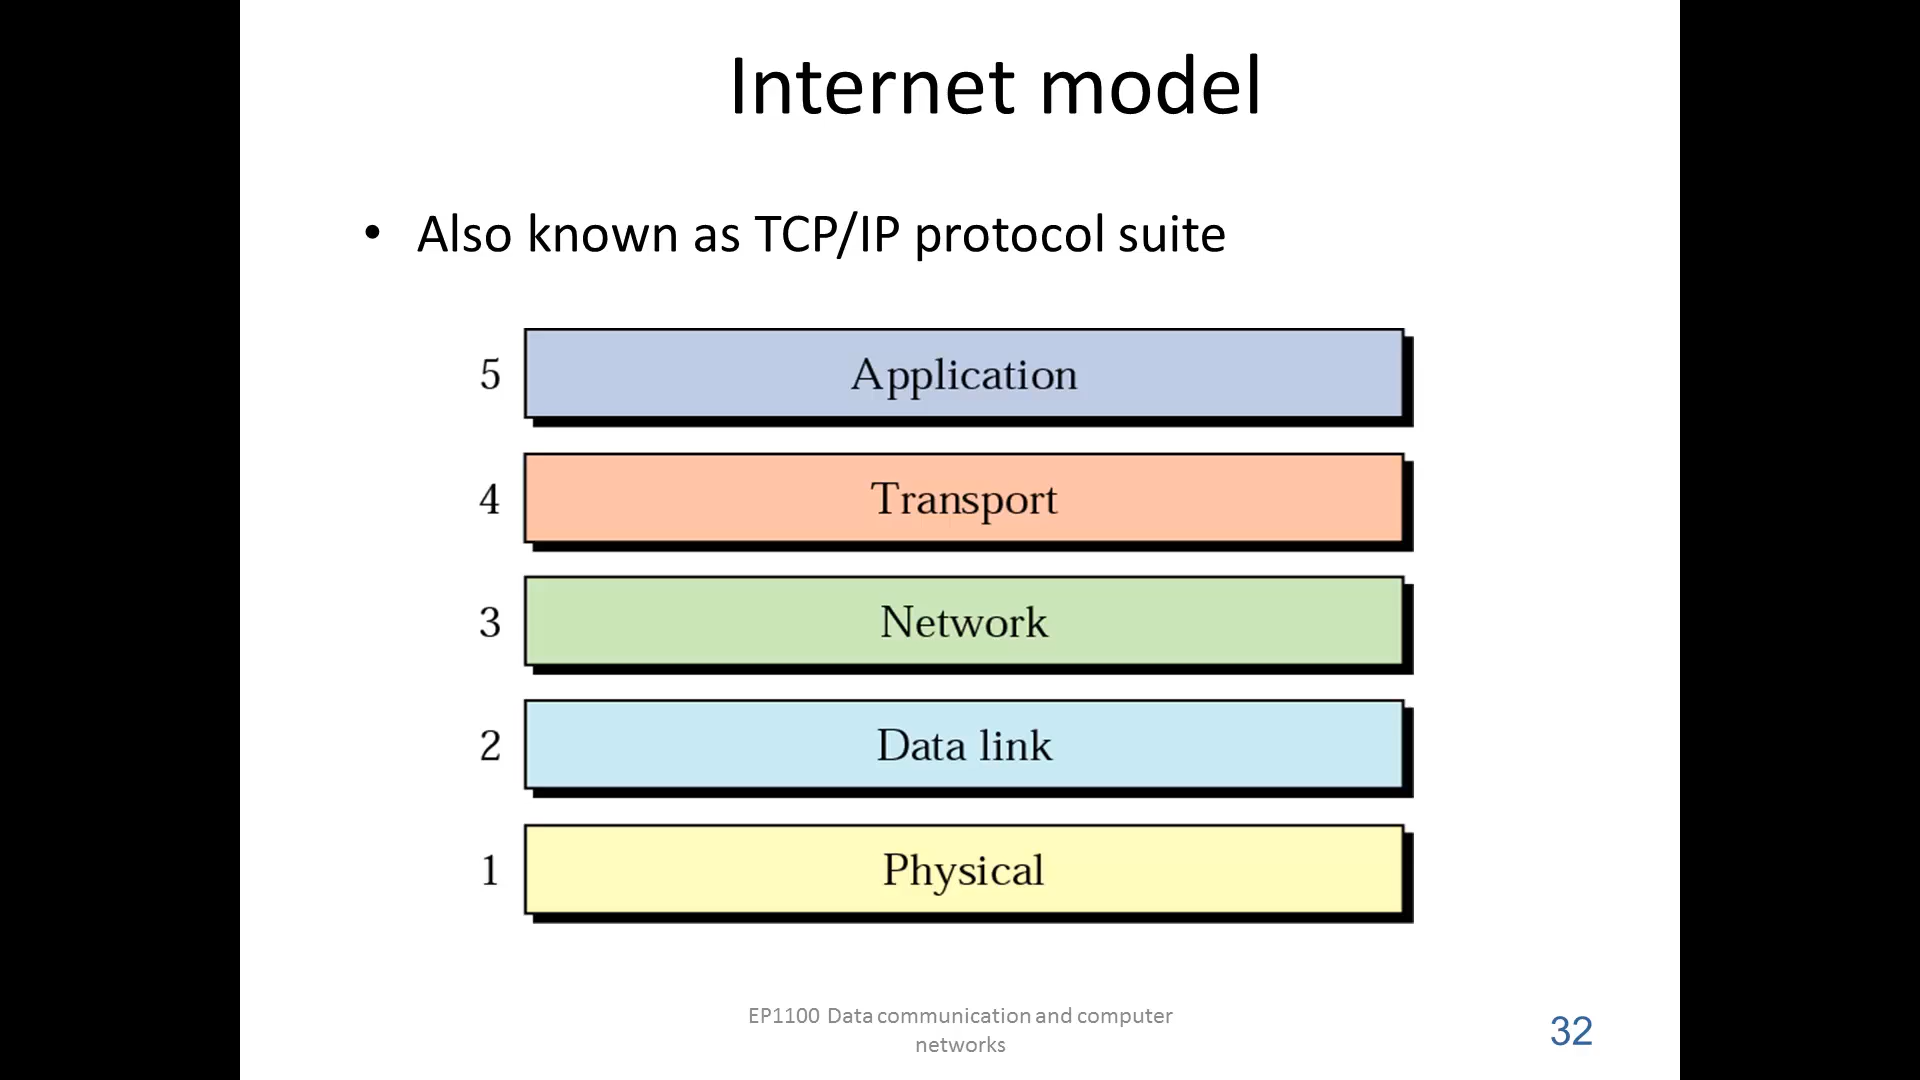 Internet model
• Also known as TCP/IP protocol suite
5 Application
4 Transport
3 Network
2 Data link
1 Physical
EP1100 Data communication and computer
networks
32